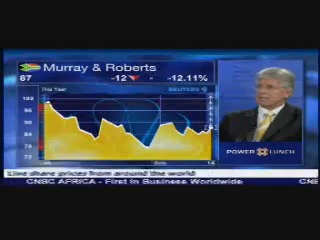 Murray & Roberts
87 -12 - -12.11%
This Year REUTERS
102
96
90
84
78
72
14
POWER LUNCH
Live share prices from around the world
CNBC AFRICA - First in Business Worldwide